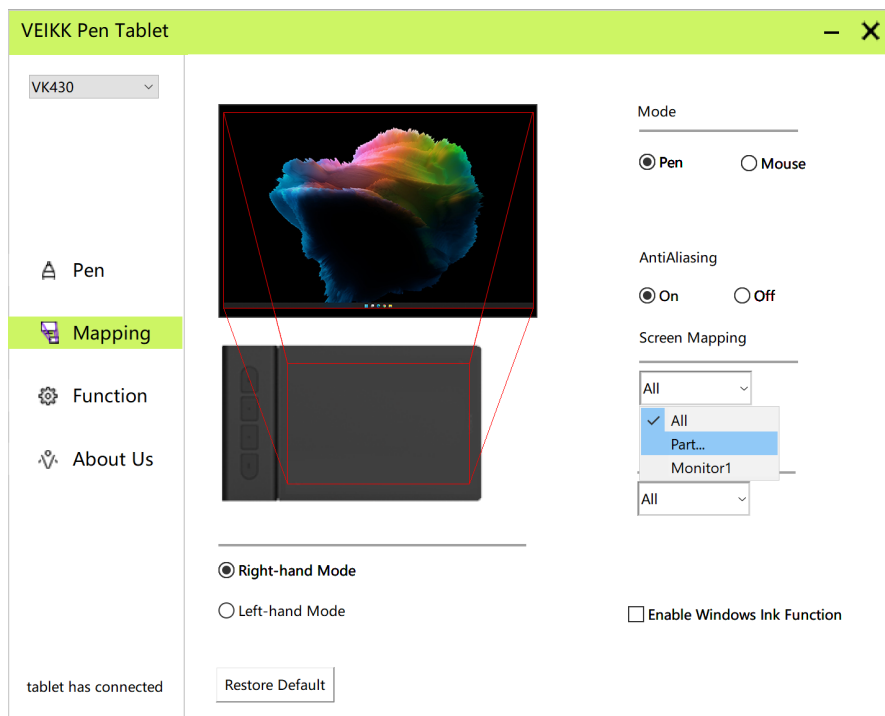 VEIKK Pen Tablet
VK430
Pen
Mapping
Function
About Us
tablet has connected
Right-hand Mode
Left-hand Mode
Restore Default
Mode
Pen Mouse
AntiAliasing
On Off
Screen Mapping
All
All
Part...
Monitor1
All
Enable Windows Ink Function